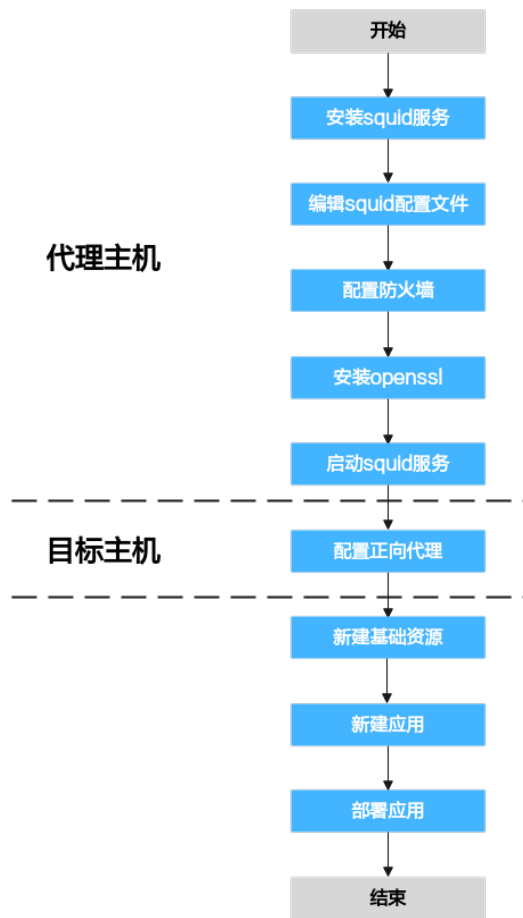 开始
安装squid服务
编辑squid配置文件
代理主机
配置防火墙
安装openssl
启动squid服务
目标主机
配置正向代理
新建基础资源
新建应用
部署应用
结束